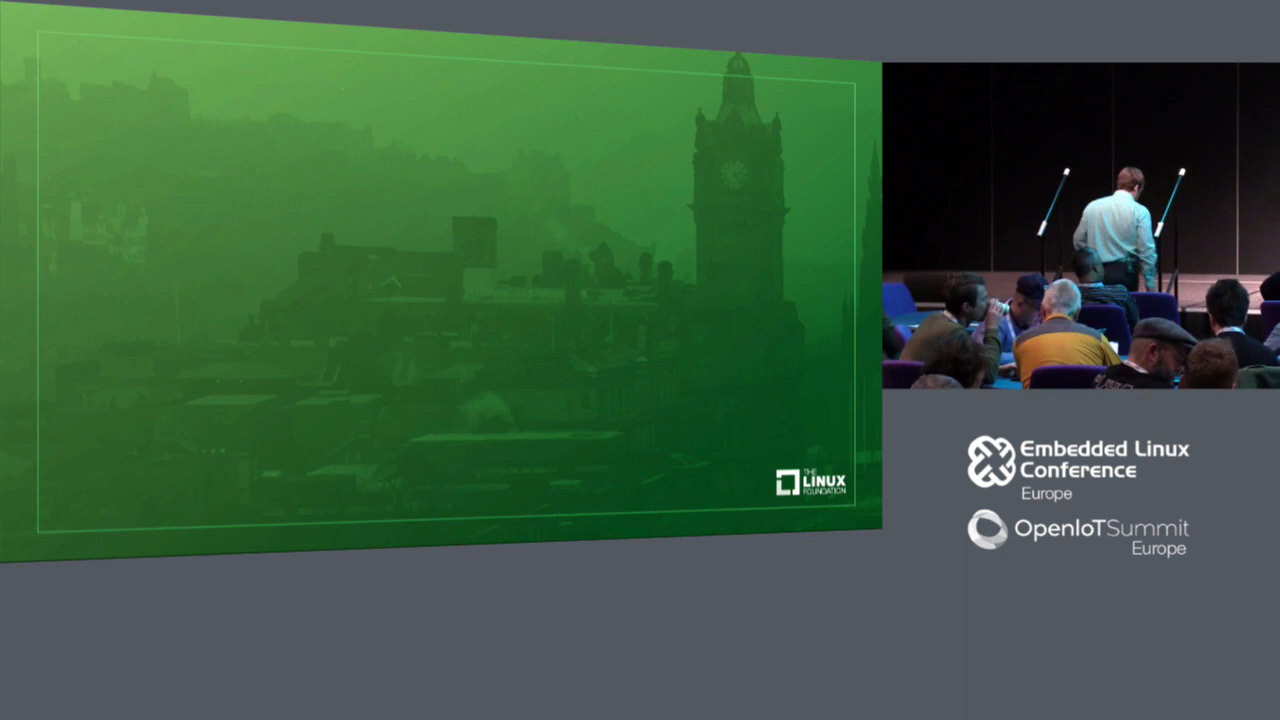 THE
LINUX
FOUNDATION
Embedded Linux
Conference
Europe
OpenIoTSummit
Europe